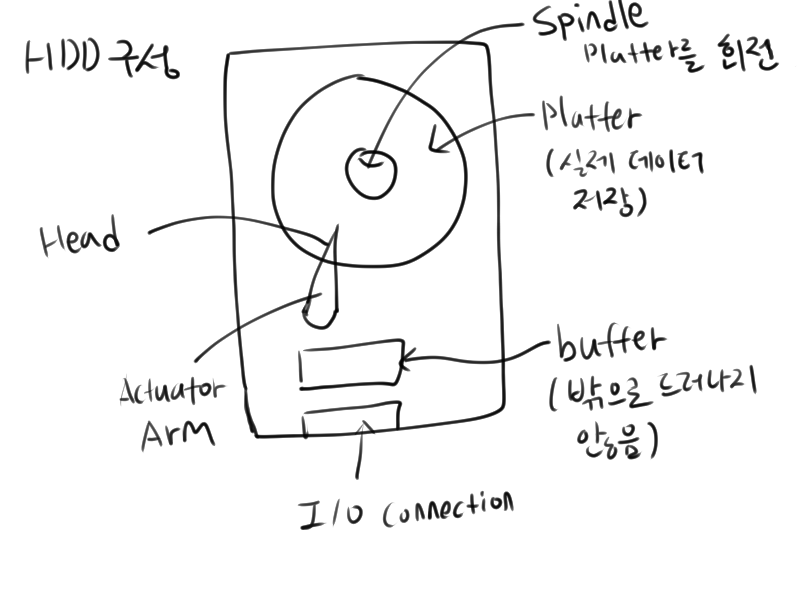 HDD 구성
Spindle
Platter를 회전
Platter
(실제 데이터
저장)
Head
Actuator
Arm
buffer
(밖으로 드러나지
않음)
I/O Connection